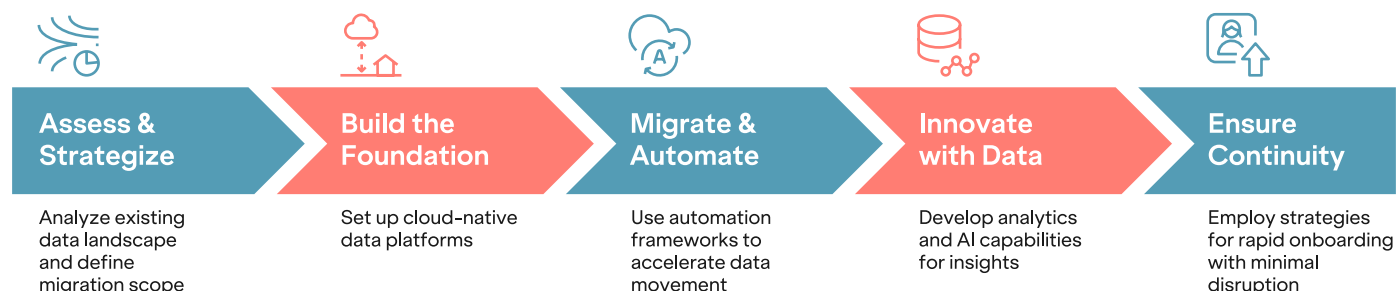 A
Assess &
Strategize
Analyze existing
data landscape
and define
migration scope
Build the
Foundation
Set up cloud-native
data platforms
Migrate &
Automate
Use automation
frameworks to
accelerate data
movement
Innovate
with Data
Develop analytics
and AI capabilities
for insights
Ensure
Continuity
Employ strategies
for rapid onboarding
with minimal
disruption